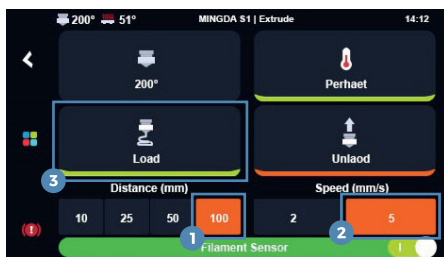 200° 51° MINGDA S1 | Extrude 14:12
200° Perhaet
3 Load Unlaod
Distance (mm) Speed (mm/s)
10 25 50 100 2 5
1 2
Filament Sensor